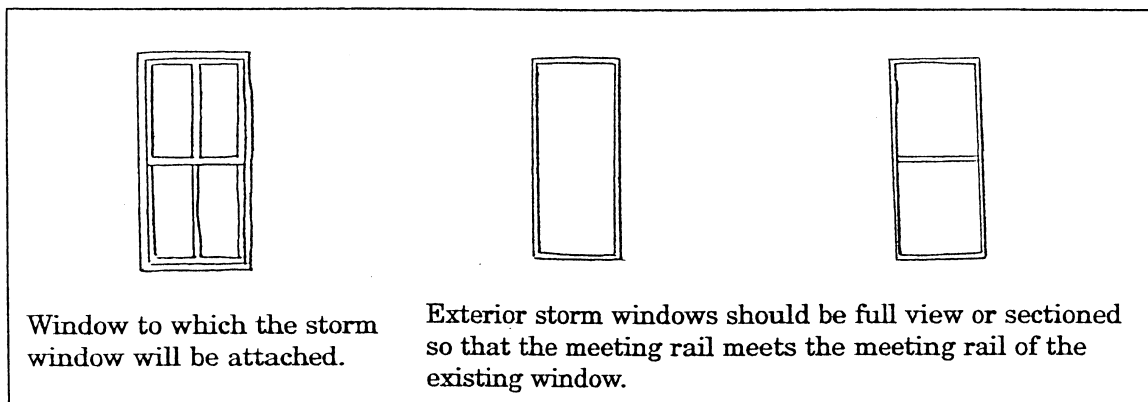 Window to which the storm
window will be attached.
Exterior storm windows should be full view or sectioned
so that the meeting rail meets the meeting rail of the
existing window.